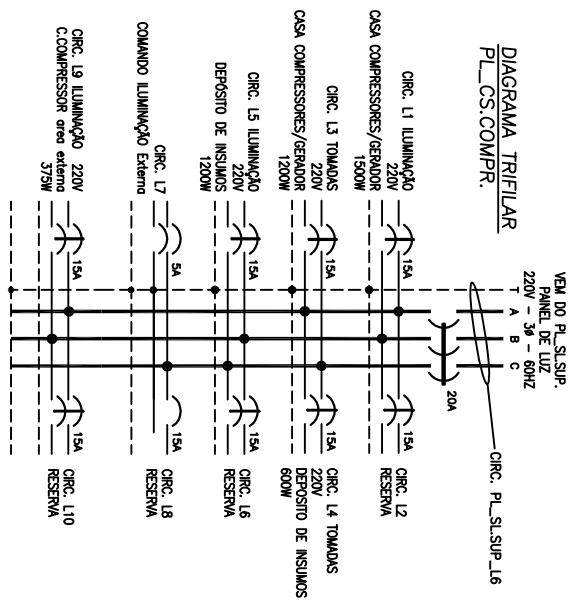 DIAGRAMA TRIFILAR
PL_CS.COMPR.
VEM DO PL_SL.SUP.
PAINEL DE LUZ
220V - 3Ø - 60HZ
T
A
B
C
20A
CIRC. PL_SL.SUP_L6
CIRC. L1 ILUMINAÇÃO
220V
CASA COMPRESSORES/GERADOR
1500W
15A
15A
CIRC. L2
RESERVA
CIRC. L3 TOMADAS
220V
CASA COMPRESSORES/GERADOR
1200W
15A
15A
CIRC. L4 TOMADAS
220V
DEPOSITO DE INSUMOS
600W
CIRC. L5 ILUMINAÇÃO
220V
DEPÓSITO DE INSUMOS
1200W
15A
15A
CIRC. L6
RESERVA
CIRC. L7
COMANDO ILUMINAÇÃO Externa
5A
15A
CIRC. L8
RESERVA
CIRC. L9 ILUMINAÇÃO 220V
C.COMPRESSOR area externa
375W
15A
15A
CIRC. L10
RESERVA